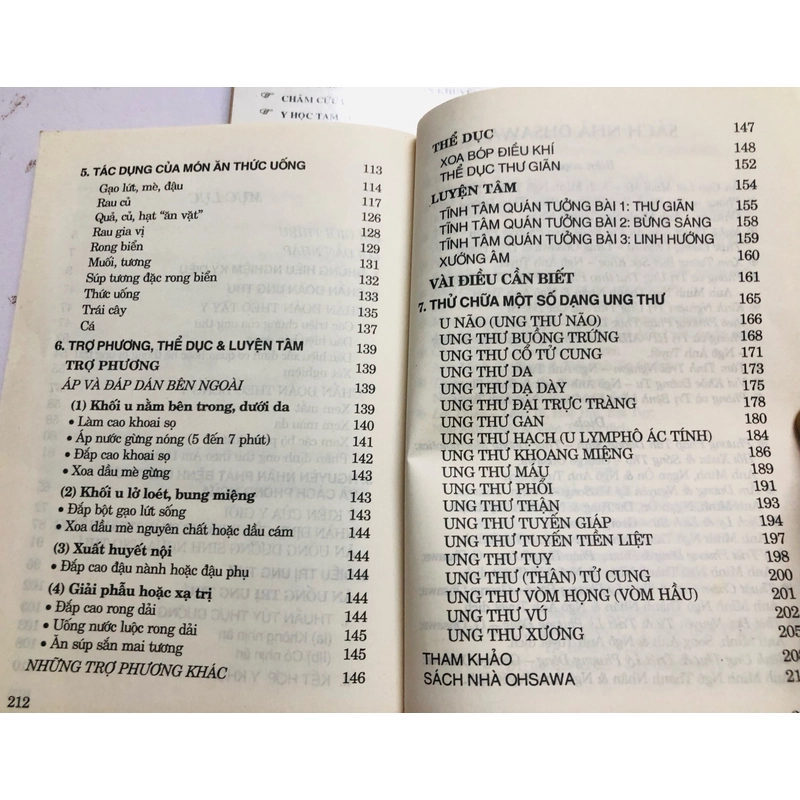 ☞ CHÂM CỨU
☞ Y HỌC TÂM
5. TÁC DỤNG CỦA MÓN ĂN THỨC UỐNG 113
Gạo lứt, mè, đậu 114
Rau củ 117
Quả, củ, hạt "ăn vặt" 126
Rau gia vị 128
Rong biển 129
Muối, tương 131
Súp tương đặc rong biển 132
Thức uống 133
Trái cây 135
Cá 137
6. TRỢ PHƯƠNG, THỂ DỤC & LUYỆN TÂM 139
TRỢ PHƯƠNG 139
ÁP VÀ ĐẮP DÁN BÊN NGOÀI
(1) Khối u nằm bên trong, dưới da 139
• Làm cao khoai sọ 140
• Áp nước gừng nóng (5 đến 7 phút) 141
• Đắp cao khoai sọ 142
• Xoa dầu mè gừng 143
(2) Khối u lở loét, bung miệng 143
• Đắp bột gạo lứt sống 143
• Xoa dầu mè nguyên chất hoặc dầu cám 144
(3) Xuất huyết nội 144
• Đắp cao đậu nành hoặc đậu phụ 144
(4) Giải phẫu hoặc xạ trị 144
• Đắp cao rong dải 144
• Uống nước luộc rong dải 145
• Ăn súp sắn mai tương 145
NHỮNG TRỢ PHƯƠNG KHÁC 146
212
THỂ DỤC 147
XOA BÓP ĐIỀU KHÍ 148
THỂ DỤC THƯ GIÃN 152
LUYỆN TÂM 154
TĨNH TÂM QUÁN TƯỞNG BÀI 1: THƯ GIÃN 155
TĨNH TÂM QUÁN TƯỞNG BÀI 2: BỪNG SÁNG 158
TĨNH TÂM QUÁN TƯỞNG BÀI 3: LINH HƯỚNG 159
XƯỚNG ÂM 160
VÀI ĐIỀU CẦN BIẾT 161
7. THỬ CHỮA MỘT SỐ DẠNG UNG THƯ 165
U NÃO (UNG THƯ NÃO) 166
UNG THƯ BUỒNG TRỨNG 168
UNG THƯ CỔ TỬ CUNG 171
UNG THƯ DA 173
UNG THƯ DẠ DÀY 175
UNG THƯ ĐẠI TRỰC TRÀNG 178
UNG THƯ GAN 180
UNG THƯ HẠCH (U LYMPHÔ ÁC TÍNH) 184
UNG THƯ KHOANG MIỆNG 186
UNG THƯ MÁU 189
UNG THƯ PHỔI 191
UNG THƯ THẬN 193
UNG THƯ TUYẾN GIÁP 194
UNG THƯ TUYẾN TIỀN LIỆT 197
UNG THƯ TỤY 198
UNG THƯ (THÂN) TỬ CUNG 200
UNG THƯ VÒM HỌNG (VÒM HẦU) 201
UNG THƯ VÚ 202
UNG THƯ XƯƠNG 205
THAM KHẢO
SÁCH NHÀ OHSAWA